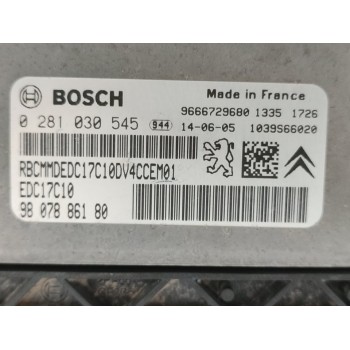 BOSCH
Made in France
9666729680 1335 1726
0 281 030 545 944 14-06-05 1039S66020
RBCMMDEDC17C10DV4CCEM01
EDC17C10
98 078 861 80